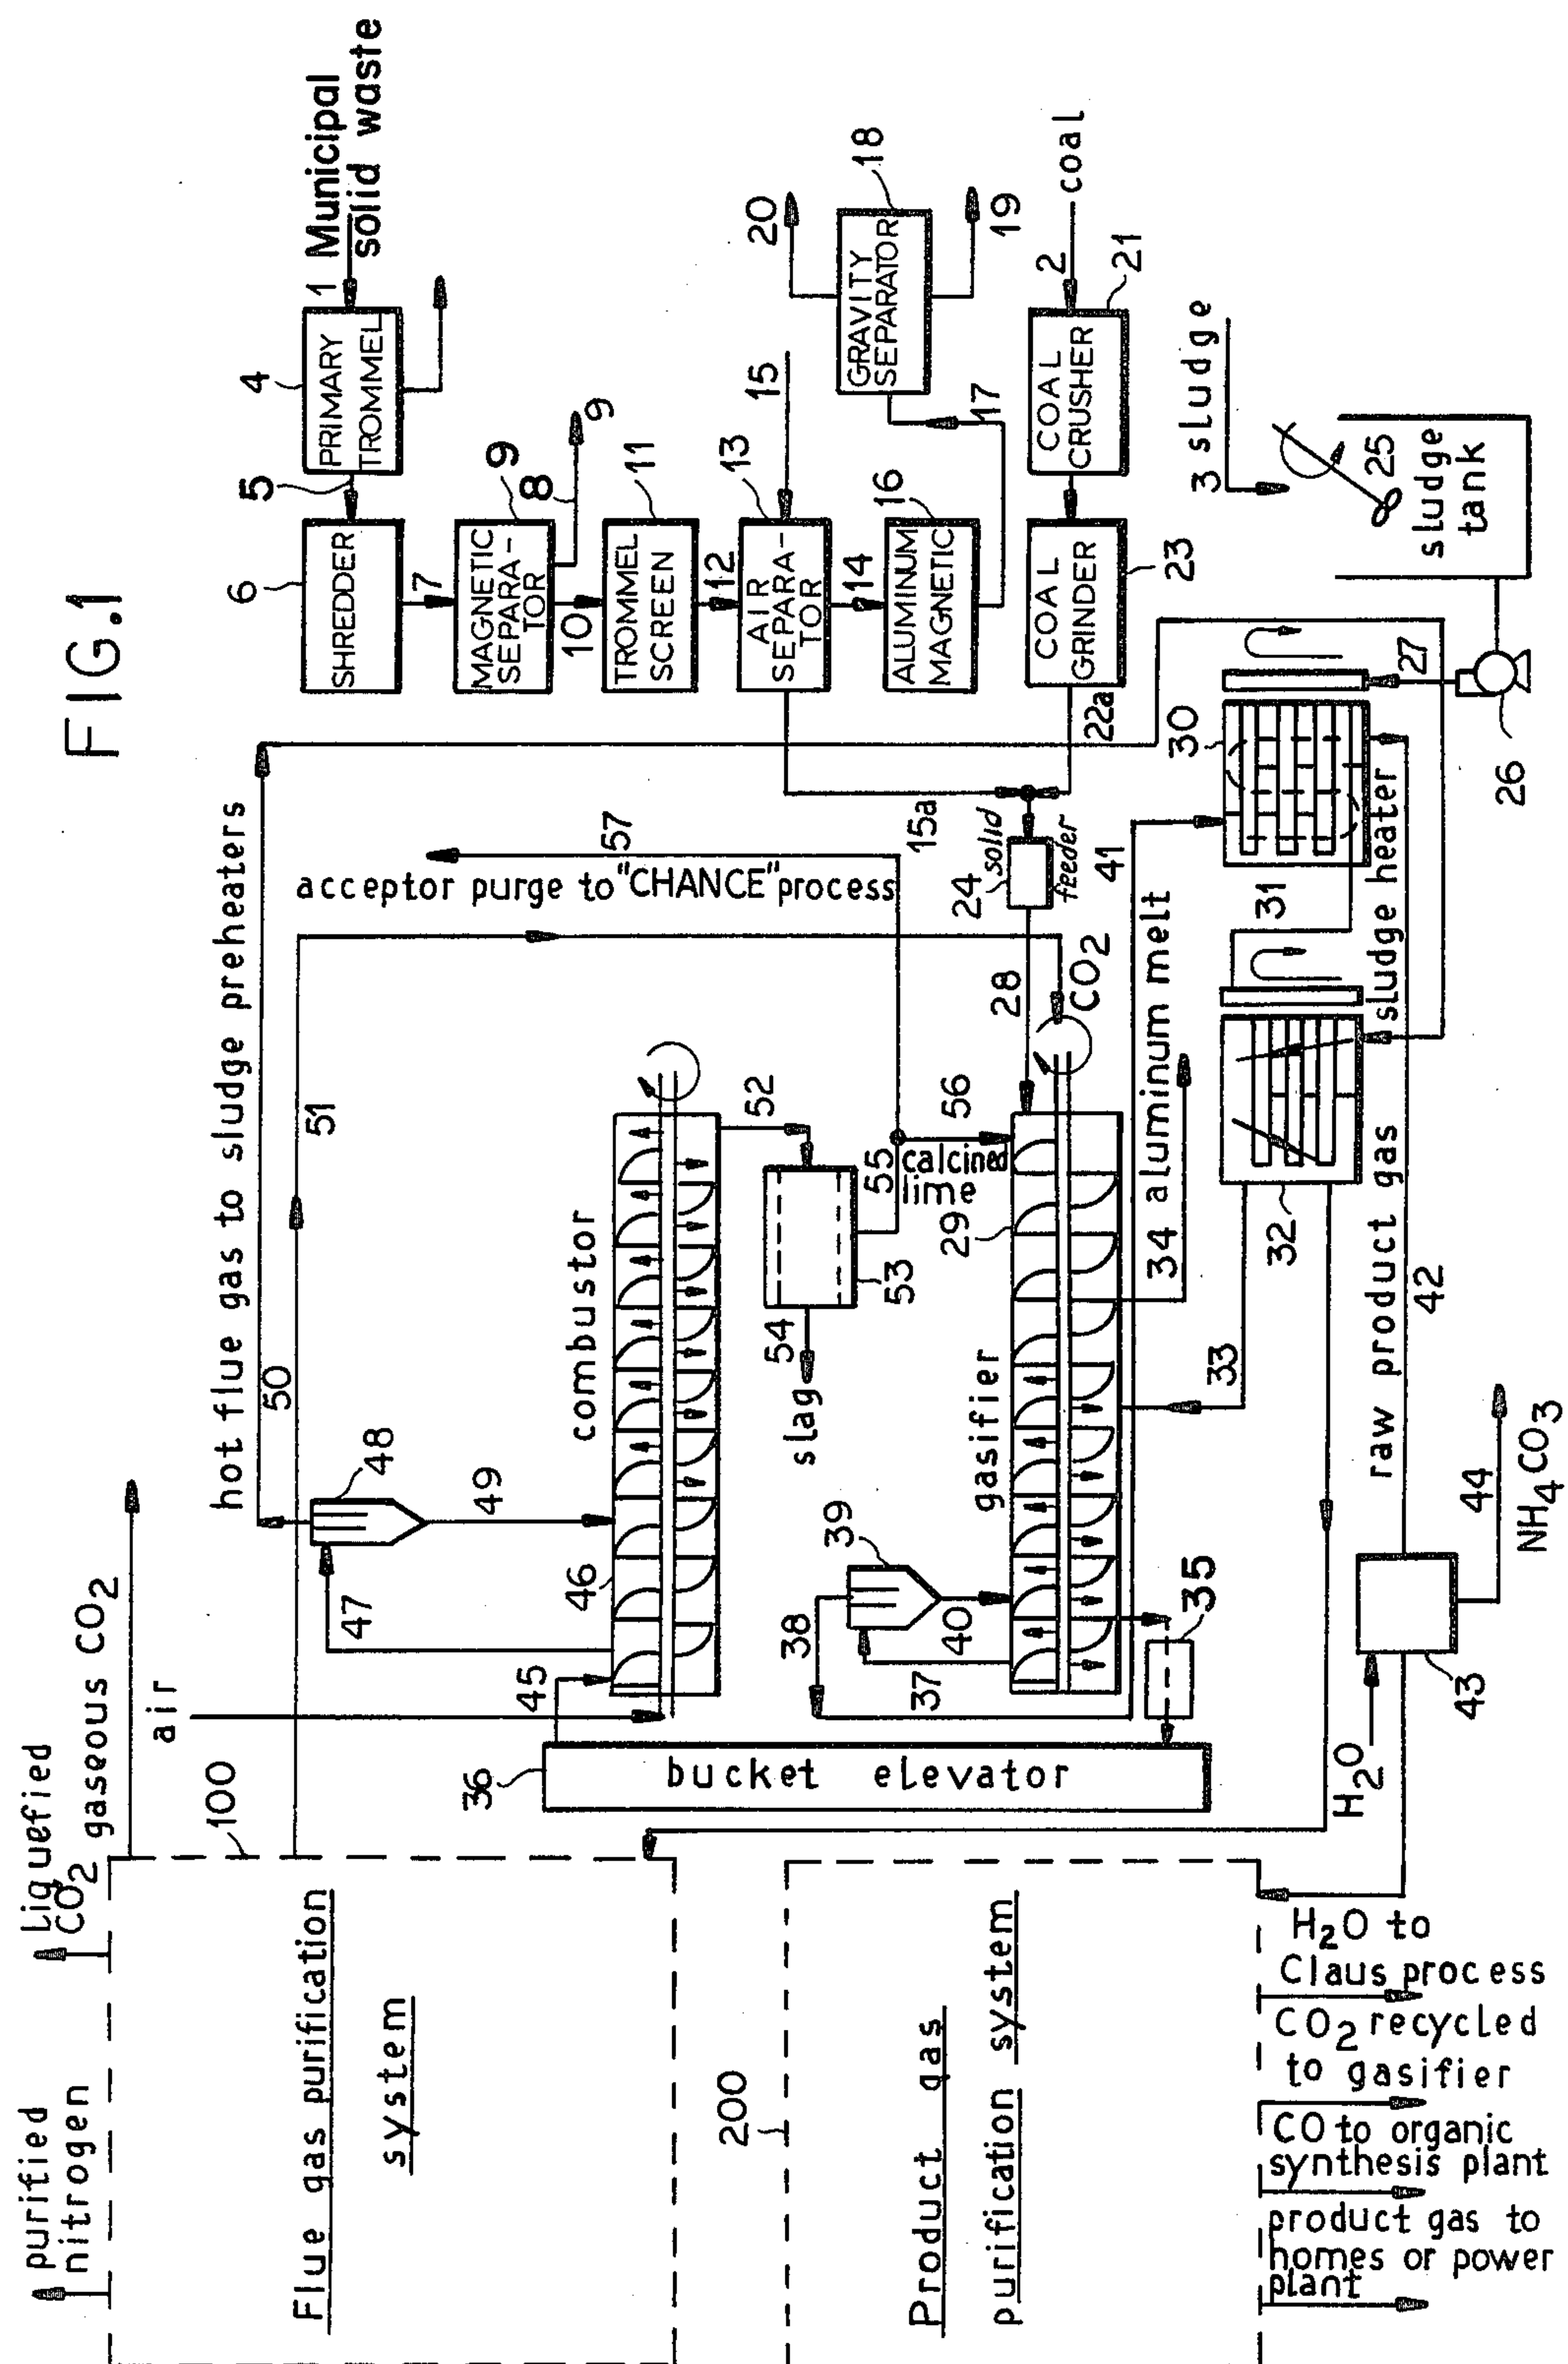 FIG.1
1 Municipal
solid waste
4
PRIMARY
TROMMEL
5
6
SHREDDER
7
MAGNETIC
SEPARA-
TOR
9
8
9
10
TROMMEL
SCREEN
11
12
AIR
SEPARA-
TOR
13
15
14
ALUMINUM
MAGNETIC
16
17
GRAVITY
SEPARATOR
18
20
19
2 coal
COAL
CRUSHER
21
COAL
GRINDER
23
22a
15a
24 solid
feeder
28
3 sludge
25
sludge
tank
26
27
30
31
sludge heater
32
33
41
34 aluminum melt
raw product gas
42
43
H2O
44
NH4CO3
hot flue gas to sludge preheaters
50
51
acceptor purge to "CHANCE" process
57
CO2
combustor
52
53
54
slag
55
56
calcined
lime
29
gasifier
48
49
47
46
45
39
38
40
37
35
36
bucket elevator
air
gaseous CO2
Liquefied
CO2
100
purified
nitrogen
Flue gas purification
system
200
Product gas
purification system
H2O to
Claus process
CO2 recycled
to gasifier
CO to organic
synthesis plant
product gas to
homes or power
plant